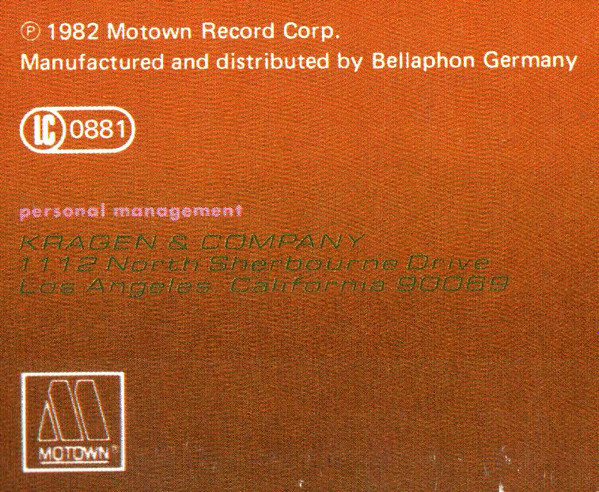 ℗ 1982 Motown Record Corp.
Manufactured and distributed by Bellaphon Germany
LC 0881
personal management
KRAGEN & COMPANY
1112 North Sherbourne Drive
Los Angeles California 90069
MOTOWN®